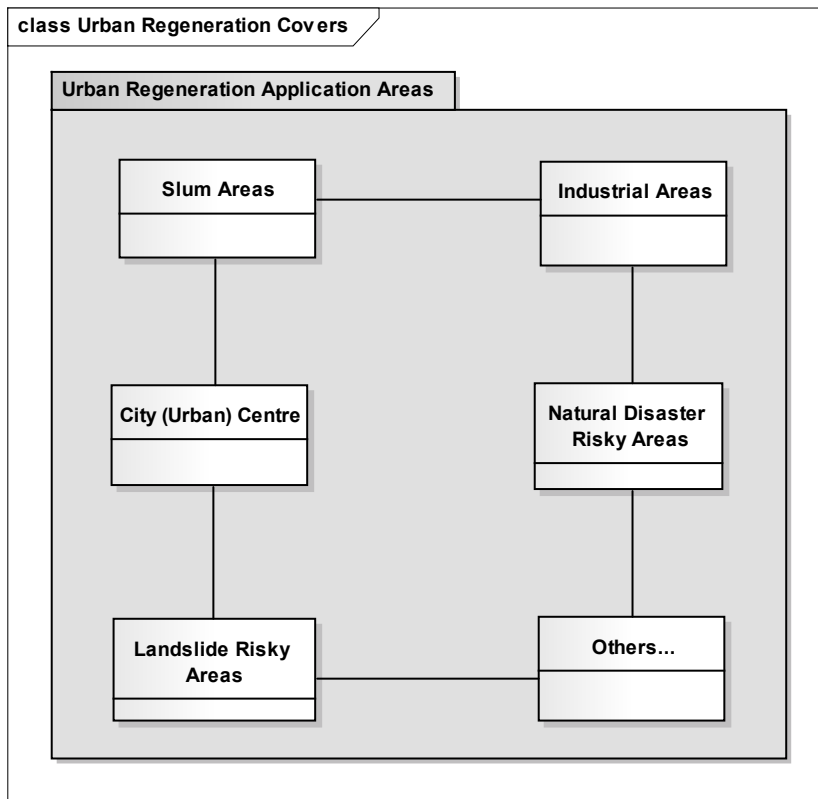 class Urban Regeneration Covers
Urban Regeneration Application Areas
Slum Areas
Industrial Areas
City (Urban) Centre
Natural Disaster
Risky Areas
Landslide Risky
Areas
Others...